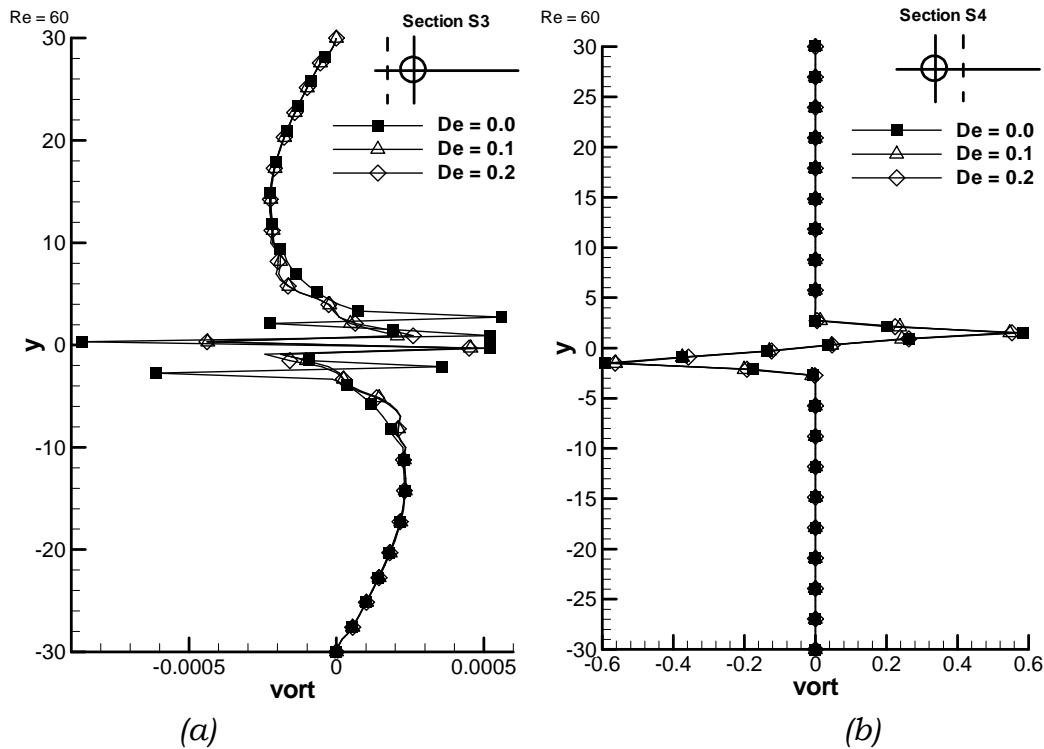 Re = 60
Section S3
De = 0.0
De = 0.1
De = 0.2
30
20
10
0
-10
-20
-30
y
-0.0005
0
0.0005
vort
(a)
Re = 60
Section S4
De = 0.0
De = 0.1
De = 0.2
30
25
20
15
10
5
0
-5
-10
-15
-20
-25
-30
y
-0.6
-0.4
-0.2
0
0.2
0.4
0.6
vort
(b)